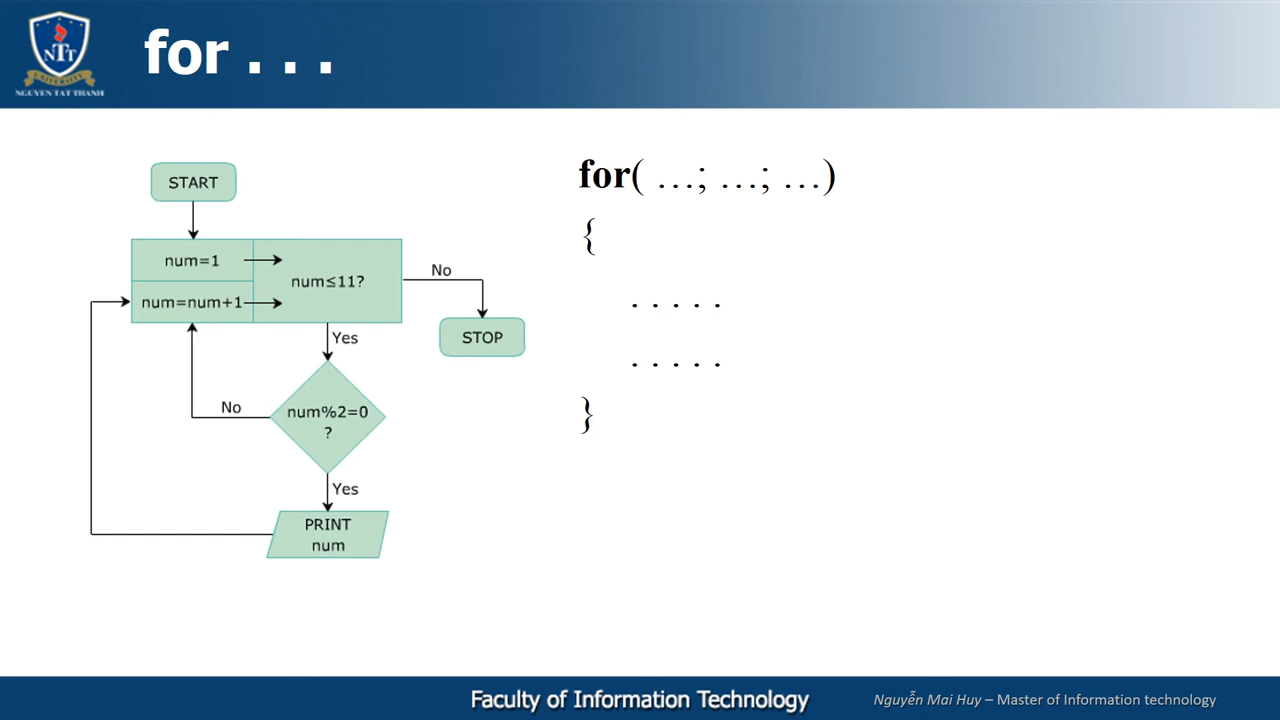 NTT
UNIVERSITY
NGUYEN TAT THANH
for . . .
START
num=1
num=num+1
num≤11?
No
STOP
Yes
num%2=0
?
No
Yes
PRINT
num
for( …; …; …)
{
. . . . .
. . . . .
}
Faculty of Information Technology
Nguyễn Mai Huy – Master of Information technology